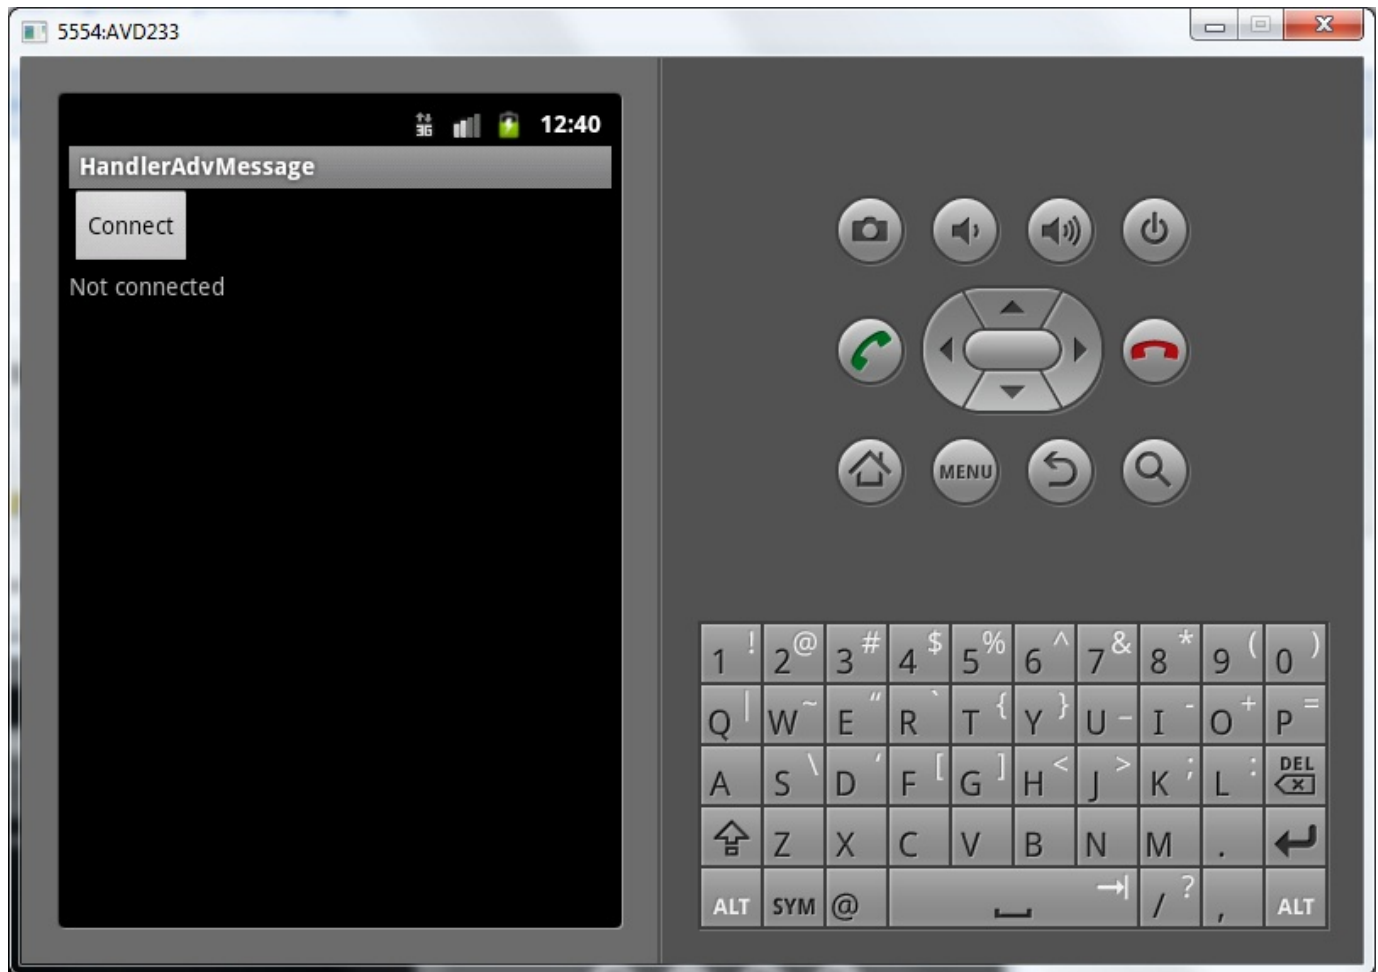 5554:AVD233
3G 12:40
HandlerAdvMessage
Connect
Not connected
MENU
1 ! 2 @ 3 # 4 $ 5 % 6 ^ 7 & 8 * 9 ( 0 )
Q | W ~ E “ R ` T { Y } U _ I - O + P =
A S \ D ' F [ G ] H < J > K ; L : DEL
Z X C V B N M .
ALT SYM @ / ? , ALT